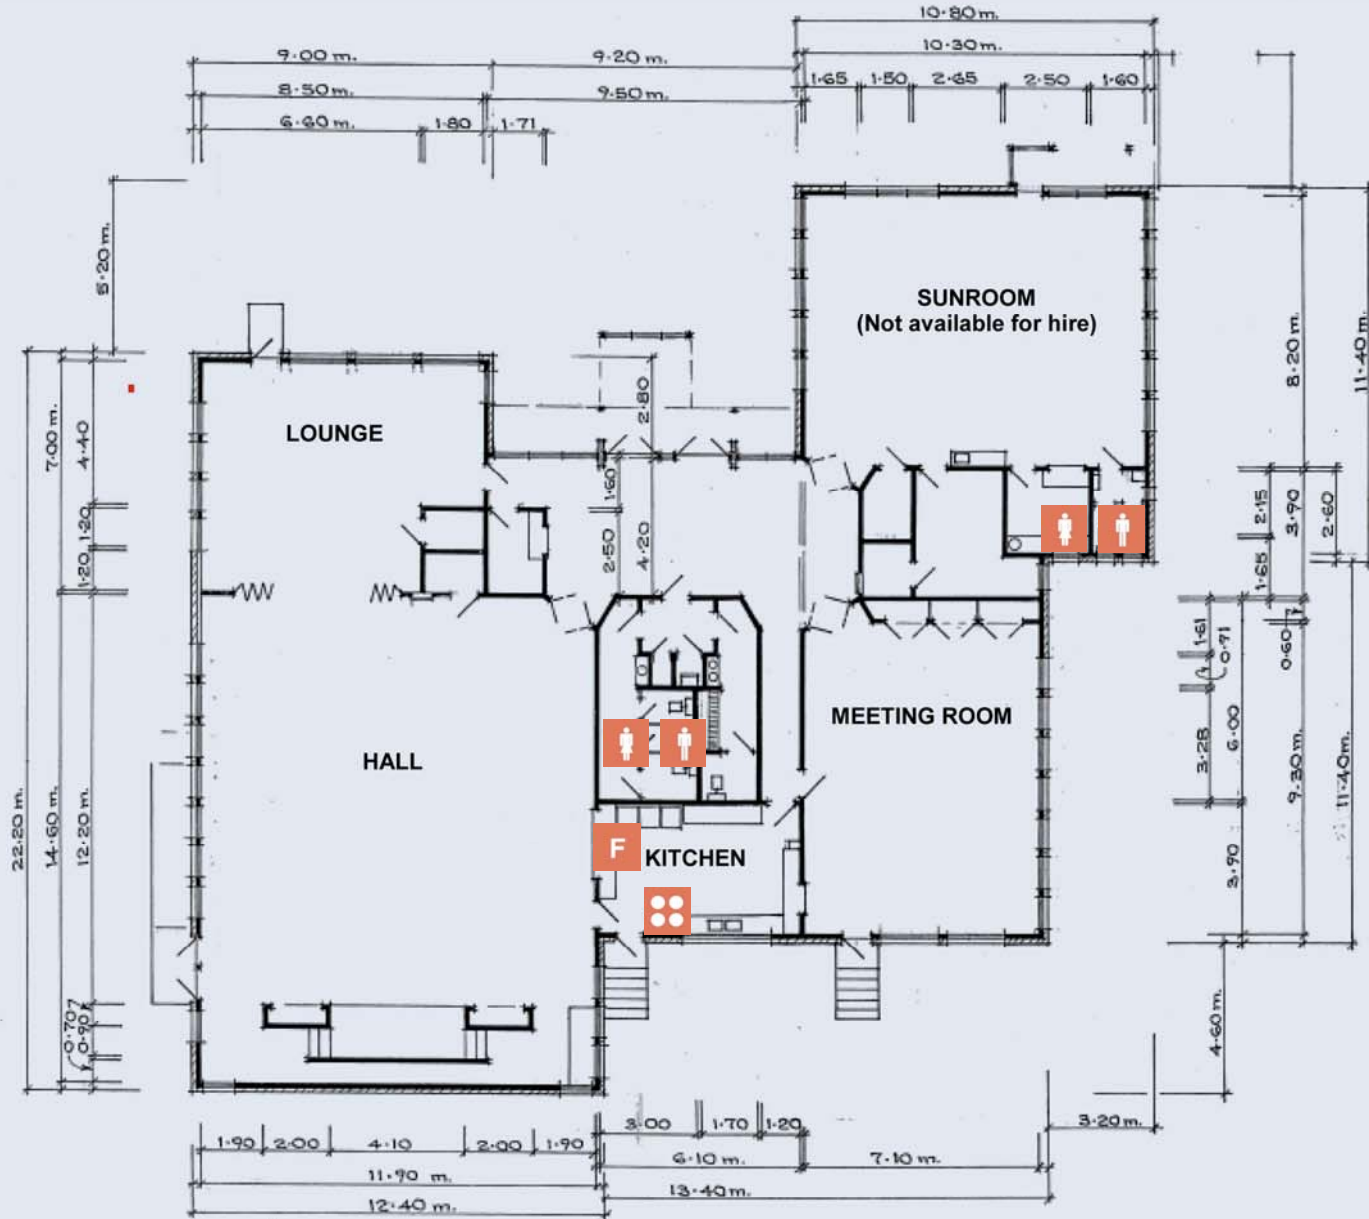 10.80 m.
10.30 m.
1.65 1.50 2.65 2.50 1.60
9.00 m. 9.20 m.
8.50 m. 9.50 m.
6.60 m. 1.80 1.71
5.20 m.
SUNROOM
(Not available for hire)
8.20 m.
11.40 m.
2.80
LOUNGE
7.00 m.
4.40
1.20
1.20
1.60
2.50
4.20
2.15
3.90
2.60
1.65
1.61
0.71
0.60
MEETING ROOM
HALL
3.28
6.00
9.30 m.
11.40 m.
22.20 m.
14.60 m.
12.20 m.
F
KITCHEN
3.90
0.70
0.90
4.60 m.
3.20 m.
1.90 2.00 4.10 2.00 1.90
3.00 1.70 1.20
11.90 m.
6.10 m. 7.10 m.
12.40 m.
13.40 m.